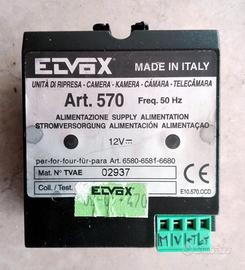 ELVOX
MADE IN ITALY
UNITÀ DI RIPRESA - CAMERA - KAMERA - CÁMARA - TELECÂMARA
Art. 570 Freq. 50 Hz
ALIMENTAZIONE SUPPLY ALIMENTATION
STROMVERSORGUNG ALIMENTACIÓN ALIMENTAÇAO
12V
per-for-four-für-para Art. 6580-6581-6680
Mat. N° TVAE 02937
Coll. / Test. ELVOX
E10.570.CCD
M V + T